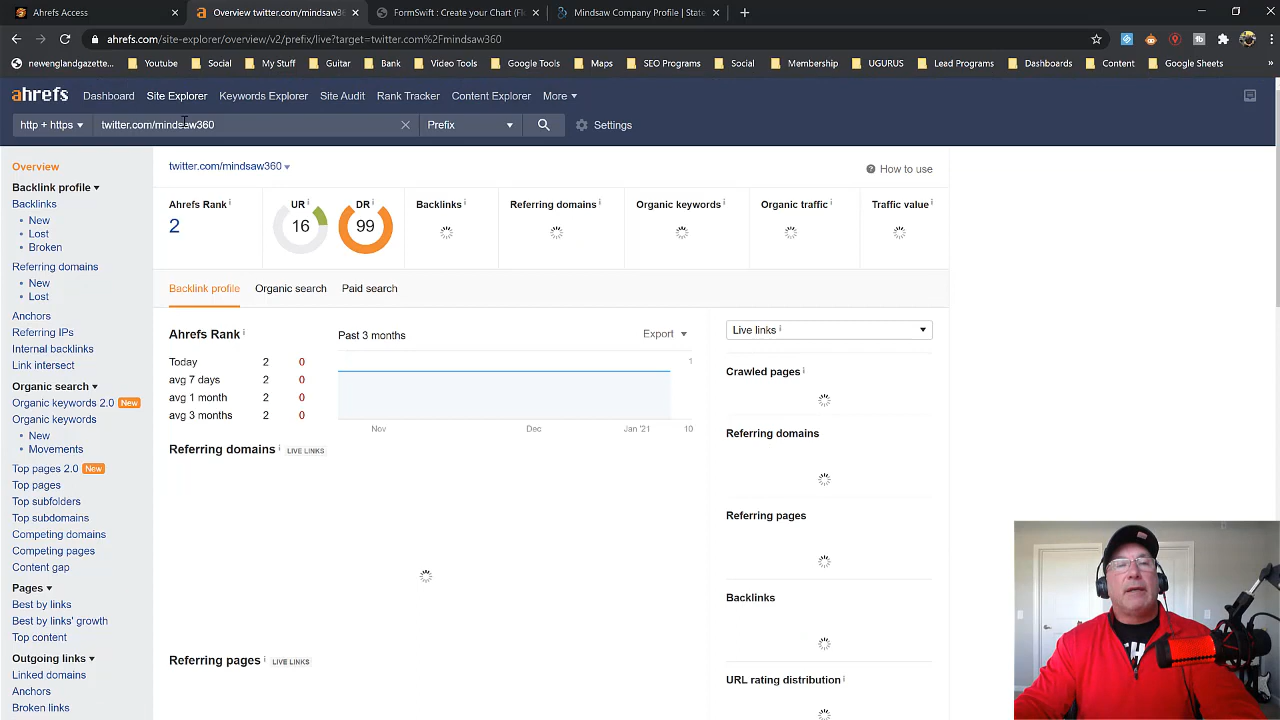 My Ahrefs Access
Overview twitter.com/mindsaw360
FormSwift : Create your Chart (Fl
Mindsaw Company Profile | State
ahrefs.com/site-explorer/overview/v2/prefix/live?target=twitter.com%2Fmindsaw360
newenglandgazette... Youtube Social My Stuff Guitar Bank Video Tools Google Tools Maps SEO Programs Social Membership UGURUS Lead Programs Dashboards Content Google Sheets
ahrefs Dashboard Site Explorer Keywords Explorer Site Audit Rank Tracker Content Explorer More
http + https twitter.com/mindsaw360 Prefix Settings
Overview
Backlink profile
Backlinks
New
Lost
Broken
Referring domains
New
Lost
Anchors
Referring IPs
Internal backlinks
Link intersect
Organic search
Organic keywords 2.0 New
Organic keywords
New
Movements
Top pages 2.0 New
Top pages
Top subfolders
Top subdomains
Competing domains
Competing pages
Content gap
Pages
Best by links
Best by links' growth
Top content
Outgoing links
Linked domains
Anchors
Broken links
twitter.com/mindsaw360
How to use
Ahrefs Rank UR DR Backlinks Referring domains Organic keywords Organic traffic Traffic value
2 16 99
Backlink profile Organic search Paid search
Ahrefs Rank Past 3 months Export
Today 2 0
avg 7 days 2 0
avg 1 month 2 0
avg 3 months 2 0
1
Nov Dec Jan '21 10
Referring domains LIVE LINKS
Referring pages LIVE LINKS
Live links
Crawled pages
Referring domains
Referring pages
Backlinks
URL rating distribution